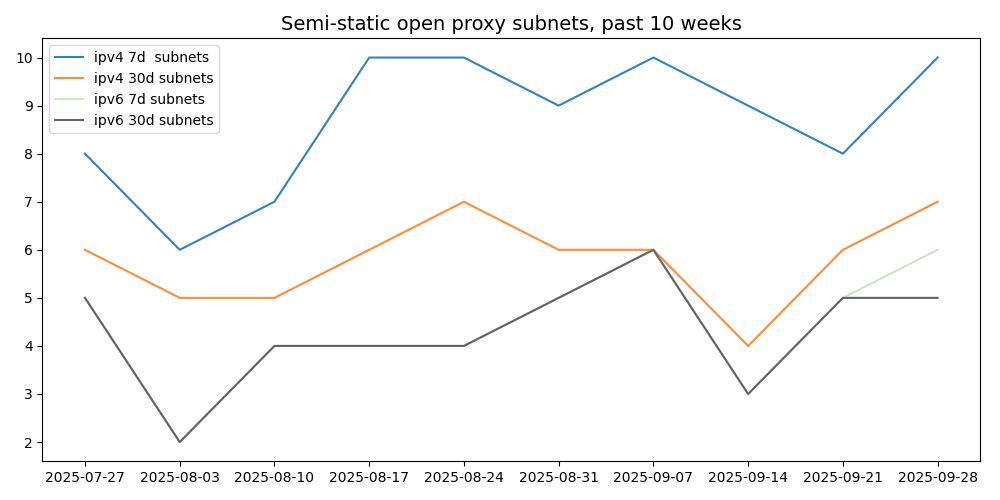 Semi-static open proxy subnets, past 10 weeks
ipv4 7d  subnets
ipv4 30d subnets
ipv6 7d subnets
ipv6 30d subnets
10
9
8
7
6
5
4
3
2
2025-07-27 2025-08-03 2025-08-10 2025-08-17 2025-08-24 2025-08-31 2025-09-07 2025-09-14 2025-09-21 2025-09-28